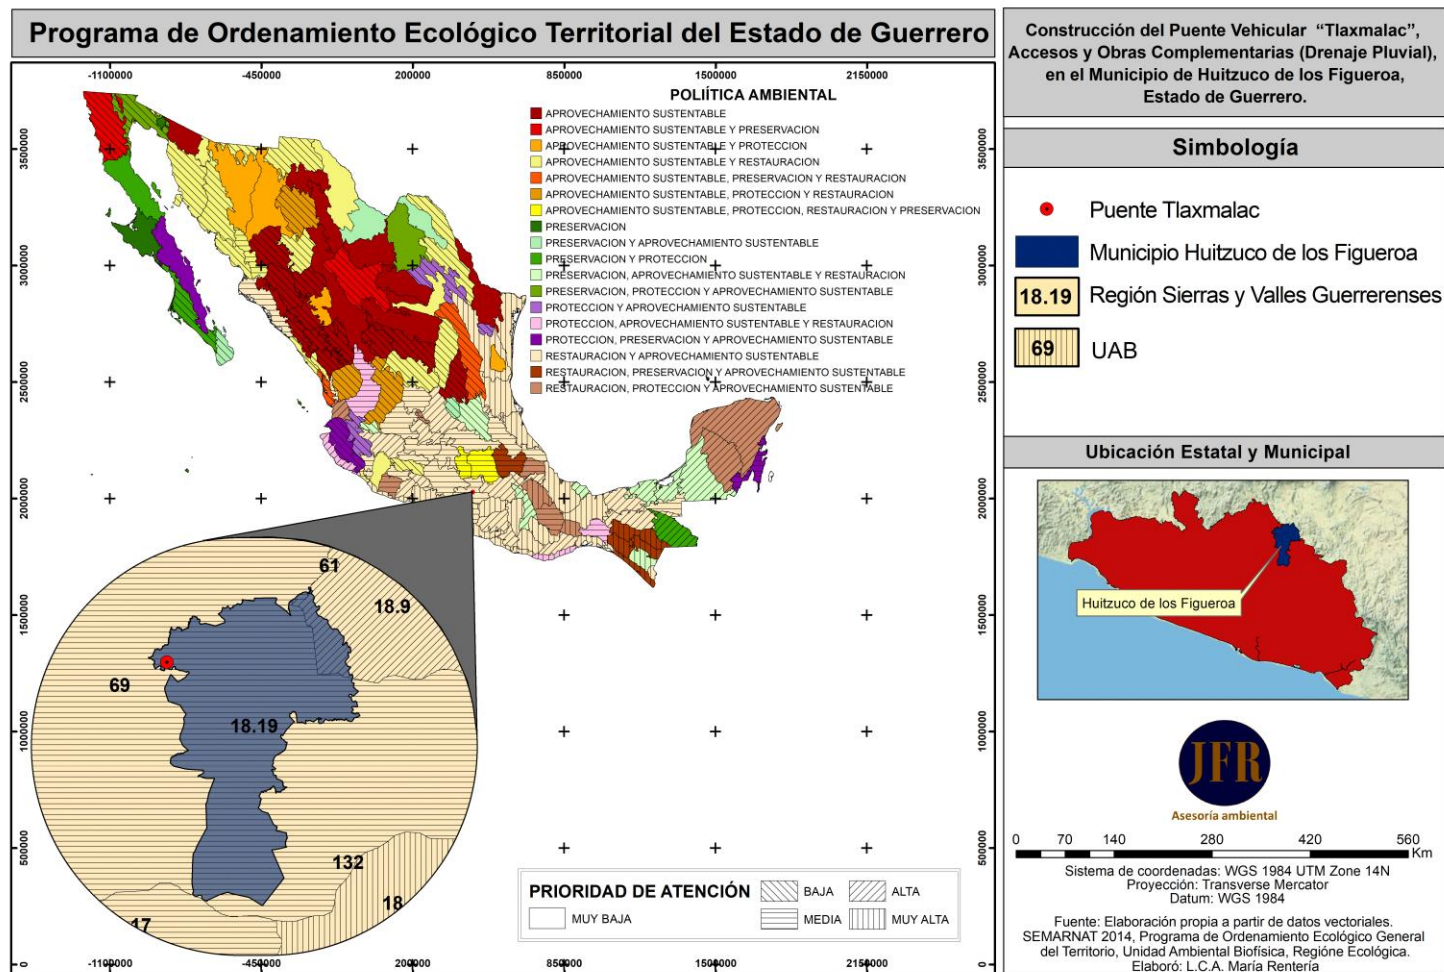 Programa de Ordenamiento Ecológico Territorial del Estado de Guerrero
-1100000 -450000 200000 850000 1500000 2150000
POLIÍTICA AMBIENTAL
APROVECHAMIENTO SUSTENTABLE
APROVECHAMIENTO SUSTENTABLE Y PRESERVACION
APROVECHAMIENTO SUSTENTABLE Y PROTECCION
APROVECHAMIENTO SUSTENTABLE Y RESTAURACION
APROVECHAMIENTO SUSTENTABLE, PRESERVACION Y RESTAURACION
APROVECHAMIENTO SUSTENTABLE, PROTECCION Y RESTAURACION
APROVECHAMIENTO SUSTENTABLE, PROTECCION, RESTAURACION Y PRESERVACION
PRESERVACION
PRESERVACION Y APROVECHAMIENTO SUSTENTABLE
PRESERVACION Y PROTECCION
PRESERVACION, APROVECHAMIENTO SUSTENTABLE Y RESTAURACION
PRESERVACION, PROTECCION Y APROVECHAMIENTO SUSTENTABLE
PROTECCION Y APROVECHAMIENTO SUSTENTABLE
PROTECCION, APROVECHAMIENTO SUSTENTABLE Y RESTAURACION
PROTECCION, PRESERVACION Y APROVECHAMIENTO SUSTENTABLE
RESTAURACION Y APROVECHAMIENTO SUSTENTABLE
RESTAURACION, PRESERVACION Y APROVECHAMIENTO SUSTENTABLE
RESTAURACION, PROTECCION Y APROVECHAMIENTO SUSTENTABLE
3500000
3000000
2500000
2000000
1500000
1000000
500000
0
3500000
3000000
2500000
2000000
1500000
1000000
500000
0
61
18.9
69
18.19
132
18
17
PRIORIDAD DE ATENCIÓN
MUY BAJA
BAJA
ALTA
MEDIA
MUY ALTA
-1100000 -450000 200000 850000 1500000 2150000
Construcción del Puente Vehicular “Tlaxmalac”,
Accesos y Obras Complementarias (Drenaje Pluvial),
en el Municipio de Huitzuco de los Figueroa,
Estado de Guerrero.
Simbología
Puente Tlaxmalac
Municipio Huitzuco de los Figueroa
18.19 Región Sierras y Valles Guerrerenses
69 UAB
Ubicación Estatal y Municipal
Huitzuco de los Figueroa
JFR
Asesoría ambiental
0 70 140 280 420 560
Km
Sistema de coordenadas: WGS 1984 UTM Zone 14N
Proyección: Transverse Mercator
Datum: WGS 1984
Fuente: Elaboración propia a partir de datos vectoriales.
SEMARNAT 2014, Programa de Ordenamiento Ecológico General
del Territorio, Unidad Ambiental Biofísica, Regióne Ecológica.
Elaboró: L.C.A. María Rentería